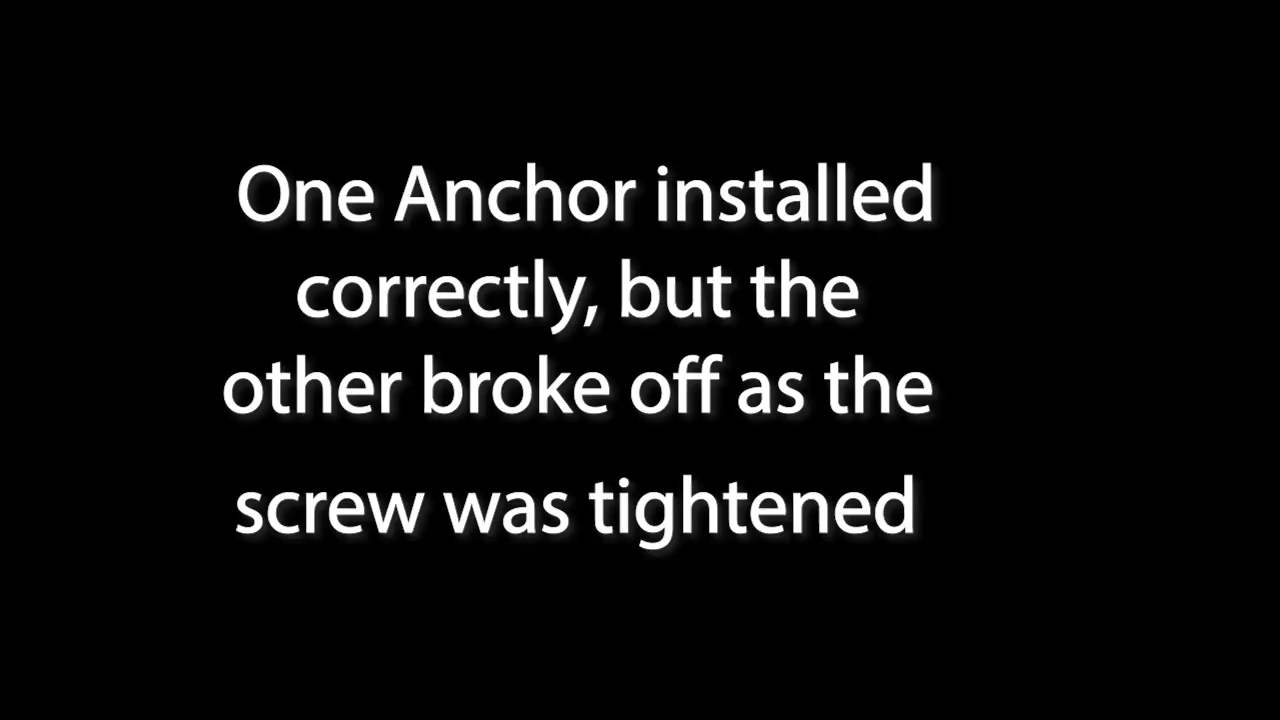 One Anchor installed
correctly, but the
other broke off as the
screw was tightened